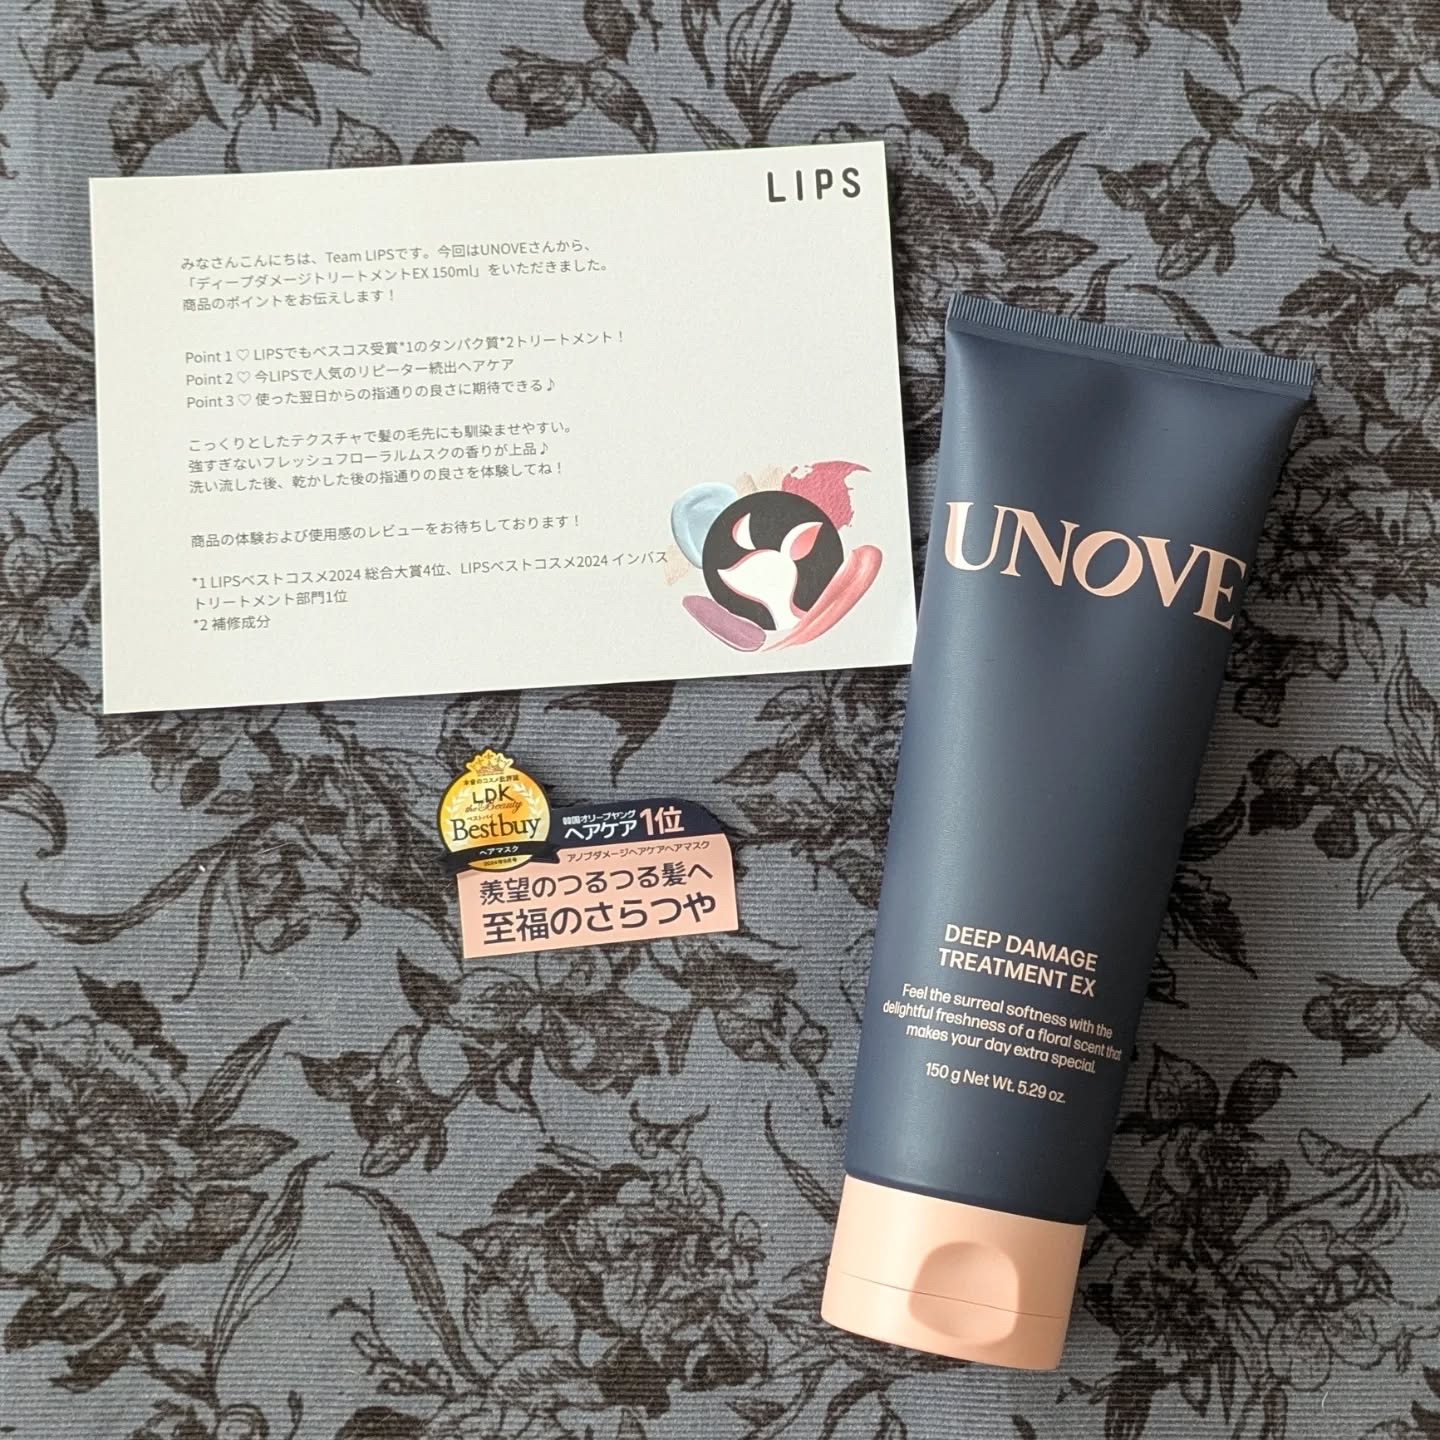 LIPS
みなさんこんにちは、Team LIPSです。今回はUNOVEさんから、
「ディープダメージトリートメントEX 150ml」をいただきました。
商品のポイントをお伝えします！
Point 1 ♡ LIPSでもベスコス受賞*1のタンパク質*2トリートメント！
Point 2 ♡ 今LIPSで人気のリピーター続出ヘアケア
Point 3 ♡ 使った翌日からの指通りの良さに期待できる♪
こっくりとしたテクスチャで髪の毛先にも馴染ませやすい。
強すぎないフレッシュフローラルムスクの香りが上品♪
洗い流した後、乾かした後の指通りの良さを体験してね！
商品の体験および使用感のレビューをお待ちしております！
*1 LIPSベストコスメ2024 総合大賞4位、LIPSベストコスメ2024 インバス
トリートメント部門1位
*2 補修成分
UNOVE
DEEP DAMAGE
TREATMENT EX
Feel the surreal softness with the
delightful freshness of a floral scent that
makes your day extra special.
150 g Net Wt. 5.29 oz.
LDK
the Beauty
ベストバイ
Best buy
ヘアマスク
韓国オリーブヤング
ヘアケア1位
アノブダメージヘアケアヘアマスク
羨望のつるつる髪へ
至福のさらつや